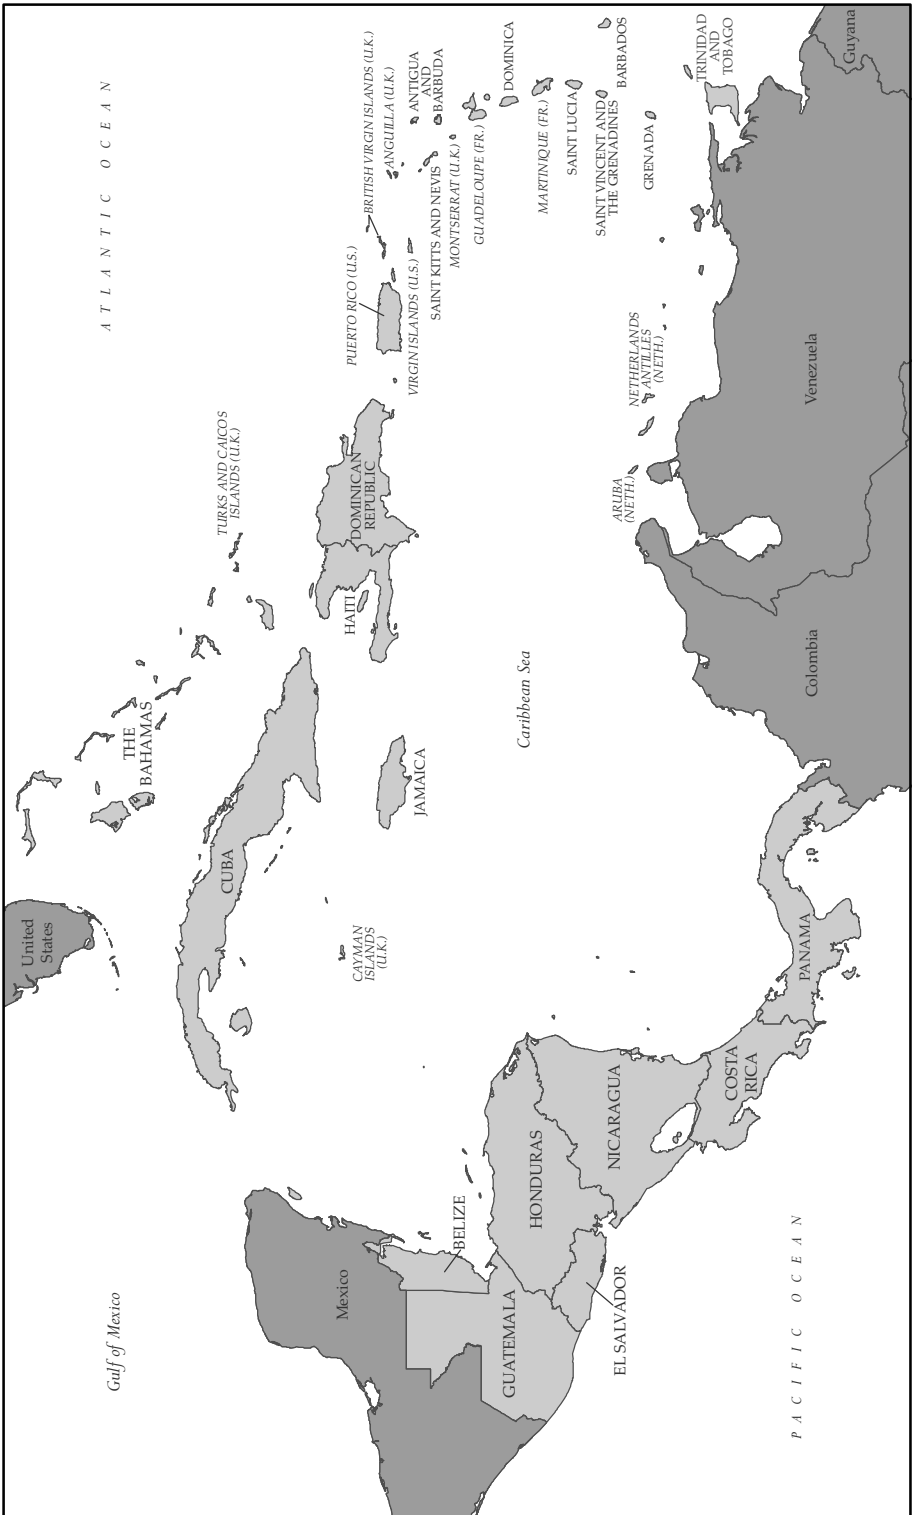 ATLANTIC OCEAN
Gulf of Mexico
United
States
THE
BAHAMAS
TURKS AND CAICOS
ISLANDS (U.K.)
CUBA
Mexico
CAYMAN
ISLANDS
(U.K.)
JAMAICA
HAITI
DOMINICAN
REPUBLIC
PUERTO RICO (U.S.)
BRITISH VIRGIN ISLANDS (U.K.)
ANGUILLA (U.K.)
VIRGIN ISLANDS (U.S.)
ANTIGUA
AND
BARBUDA
SAINT KITTS AND NEVIS
MONTSERRAT (U.K.)
GUADELOUPE (FR.)
DOMINICA
MARTINIQUE (FR.)
SAINT LUCIA
BARBADOS
SAINT VINCENT AND
THE GRENADINES
GRENADA
TRINIDAD
AND
TOBAGO
BELIZE
GUATEMALA
HONDURAS
EL SALVADOR
NICARAGUA
Caribbean Sea
ARUBA
(NETH.)
NETHERLANDS
ANTILLES
(NETH.)
COSTA
RICA
PANAMA
Colombia
Venezuela
Guyana
PACIFIC OCEAN